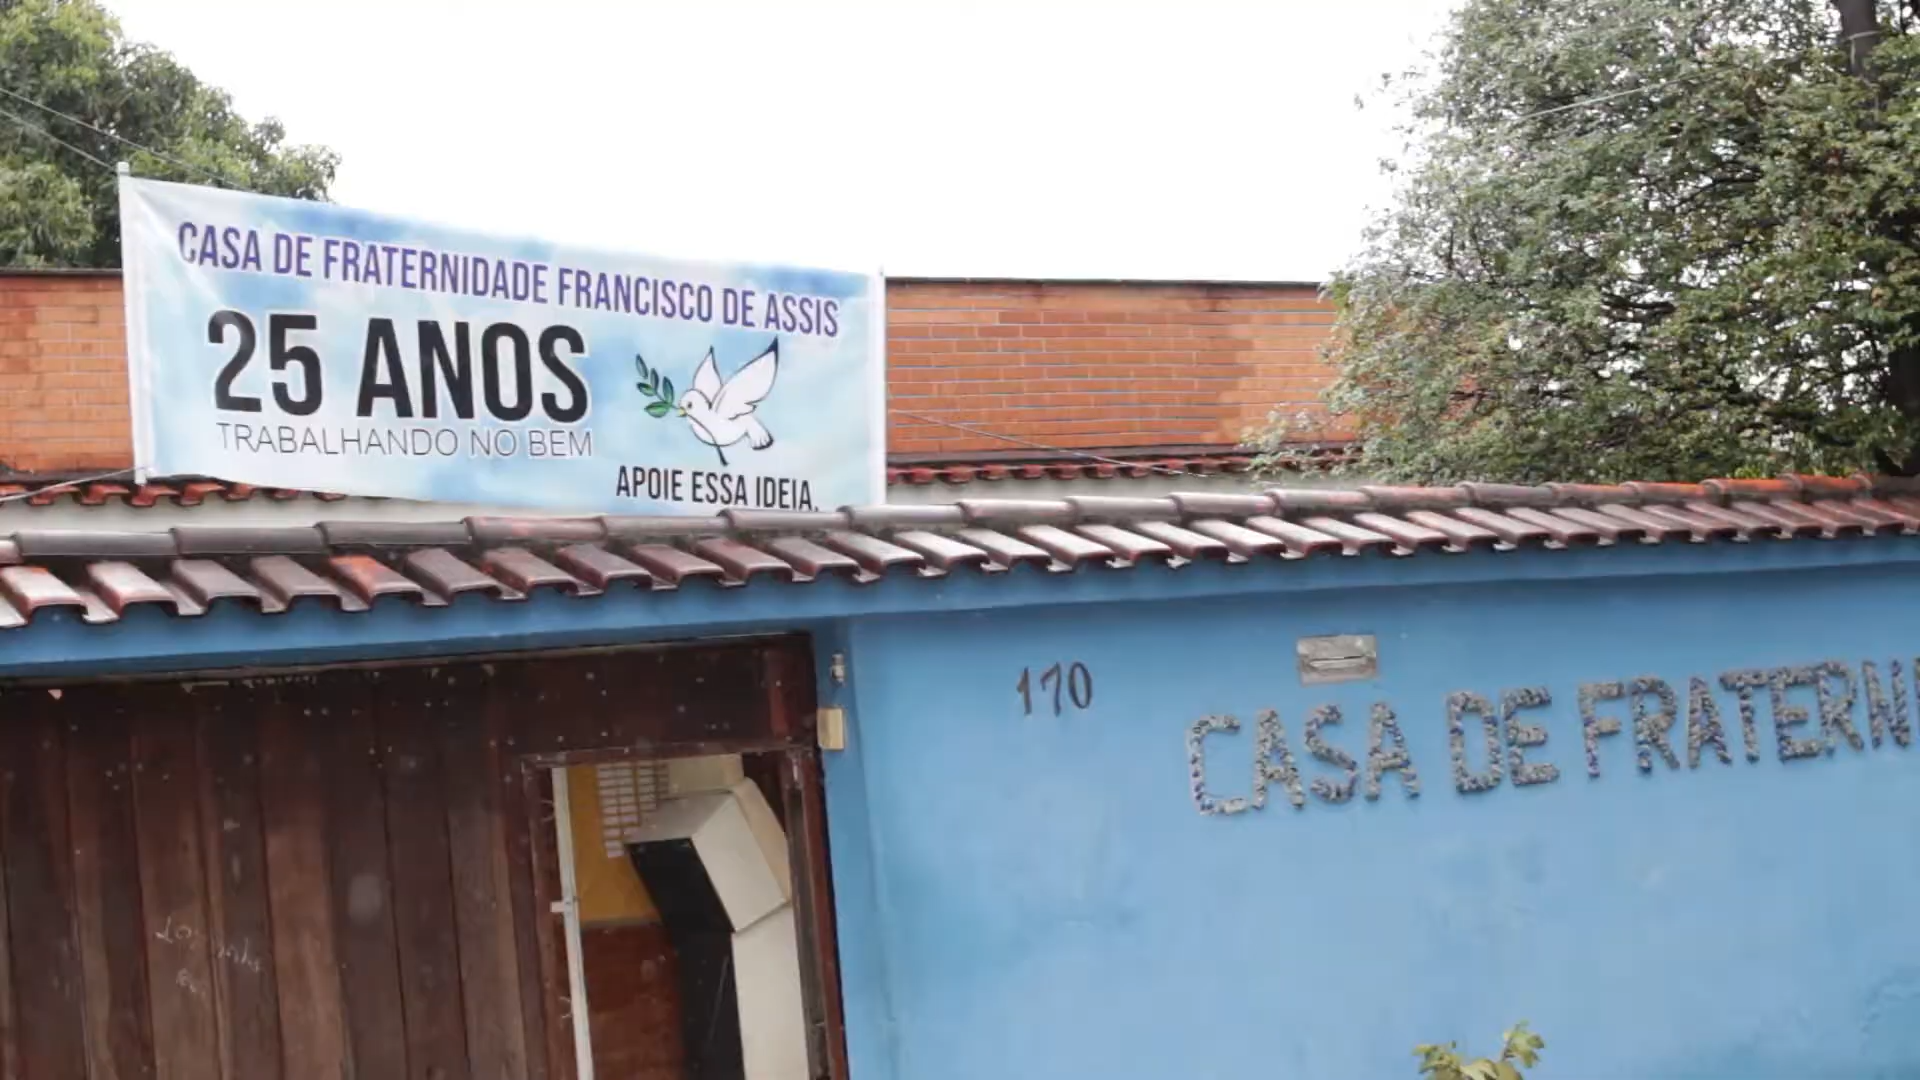 CASA DE FRATERNIDADE FRANCISCO DE ASSIS
25 ANOS
TRABALHANDO NO BEM
APOIE ESSA IDEIA.
170
CASA DE FRATERN